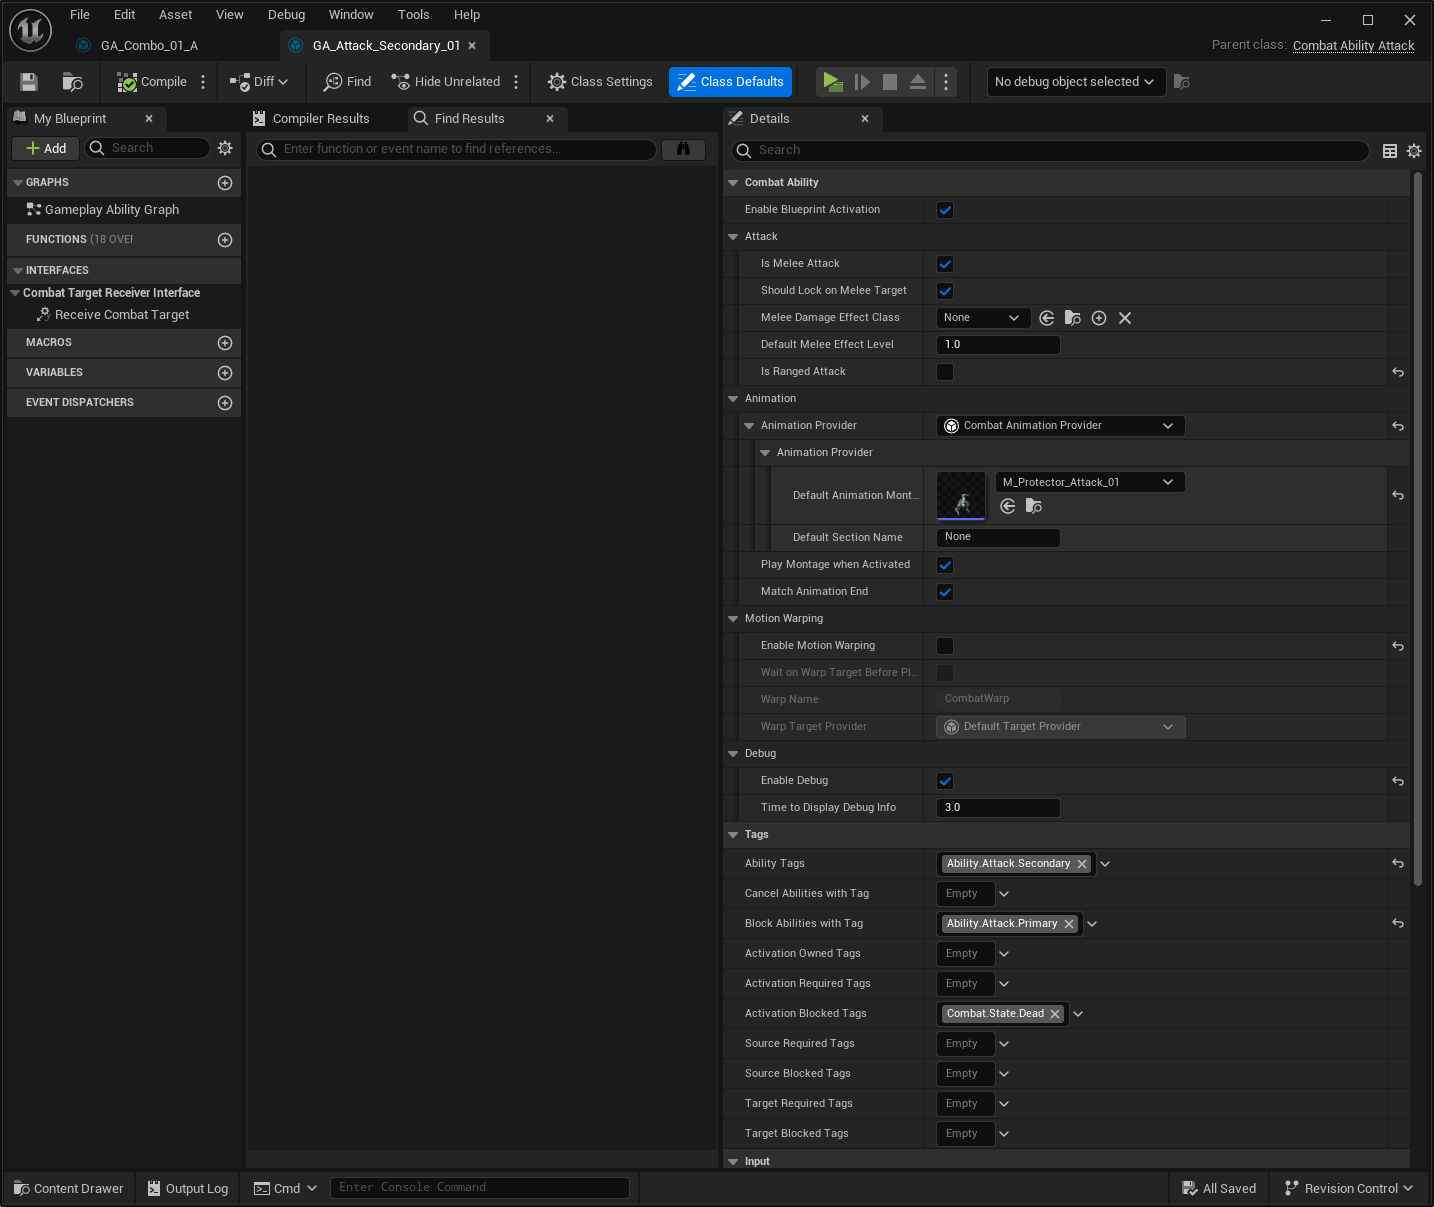 File Edit Asset View Debug Window Tools Help
GA_Combo_01_A
GA_Attack_Secondary_01
Parent class: Combat Ability Attack
Compile
Diff
Find
Hide Unrelated
Class Settings
Class Defaults
No debug object selected
My Blueprint
Add
Search
GRAPHS
Gameplay Ability Graph
FUNCTIONS (18 OVER
INTERFACES
Combat Target Receiver Interface
Receive Combat Target
MACROS
VARIABLES
EVENT DISPATCHERS
Compiler Results
Find Results
Enter function or event name to find references...
Details
Search
Combat Ability
Enable Blueprint Activation
Attack
Is Melee Attack
Should Lock on Melee Target
Melee Damage Effect Class None
Default Melee Effect Level 1.0
Is Ranged Attack
Animation
Animation Provider Combat Animation Provider
Animation Provider
Default Animation Mont... M_Protector_Attack_01
Default Section Name None
Play Montage when Activated
Match Animation End
Motion Warping
Enable Motion Warping
Wait on Warp Target Before Pl...
Warp Name CombatWarp
Warp Target Provider Default Target Provider
Debug
Enable Debug
Time to Display Debug Info 3.0
Tags
Ability Tags Ability.Attack.Secondary
Cancel Abilities with Tag Empty
Block Abilities with Tag Ability.Attack.Primary
Activation Owned Tags Empty
Activation Required Tags Empty
Activation Blocked Tags Combat.State.Dead
Source Required Tags Empty
Source Blocked Tags Empty
Target Required Tags Empty
Target Blocked Tags Empty
Input
Content Drawer
Output Log
Cmd
Enter Console Command
All Saved
Revision Control